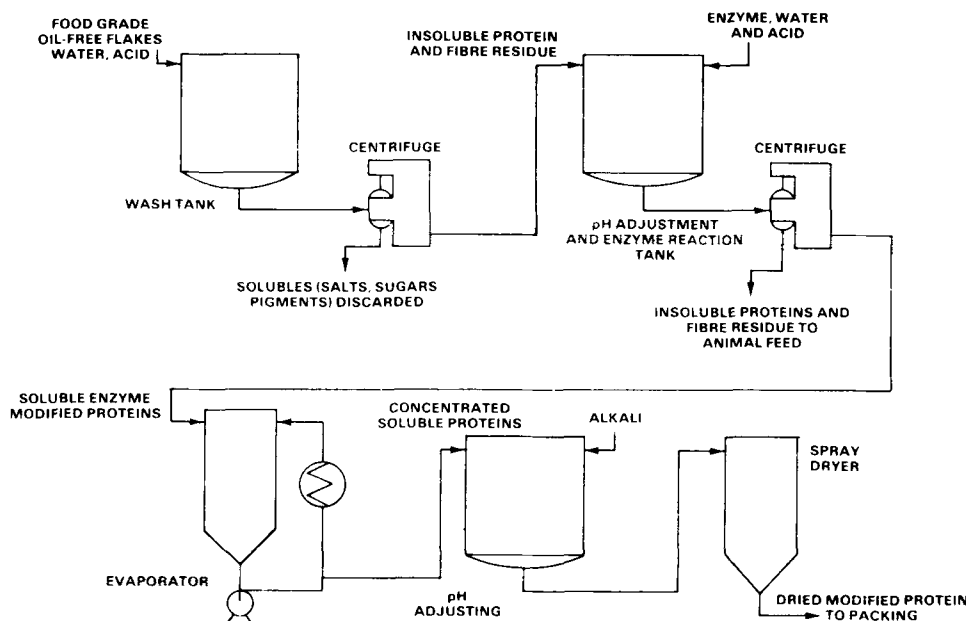 FOOD GRADE
OIL-FREE FLAKES
WATER, ACID
INSOLUBLE PROTEIN
AND FIBRE RESIDUE
ENZYME, WATER
AND ACID
CENTRIFUGE
CENTRIFUGE
WASH TANK
pH ADJUSTMENT
AND ENZYME REACTION
TANK
SOLUBLES (SALTS, SUGARS
PIGMENTS) DISCARDED
INSOLUBLE PROTEINS AND
FIBRE RESIDUE TO
ANIMAL FEED
SOLUBLE ENZYME
MODIFIED PROTEINS
CONCENTRATED
SOLUBLE PROTEINS
ALKALI
SPRAY
DRYER
EVAPORATOR
pH
ADJUSTING
DRIED MODIFIED PROTEIN
TO PACKING